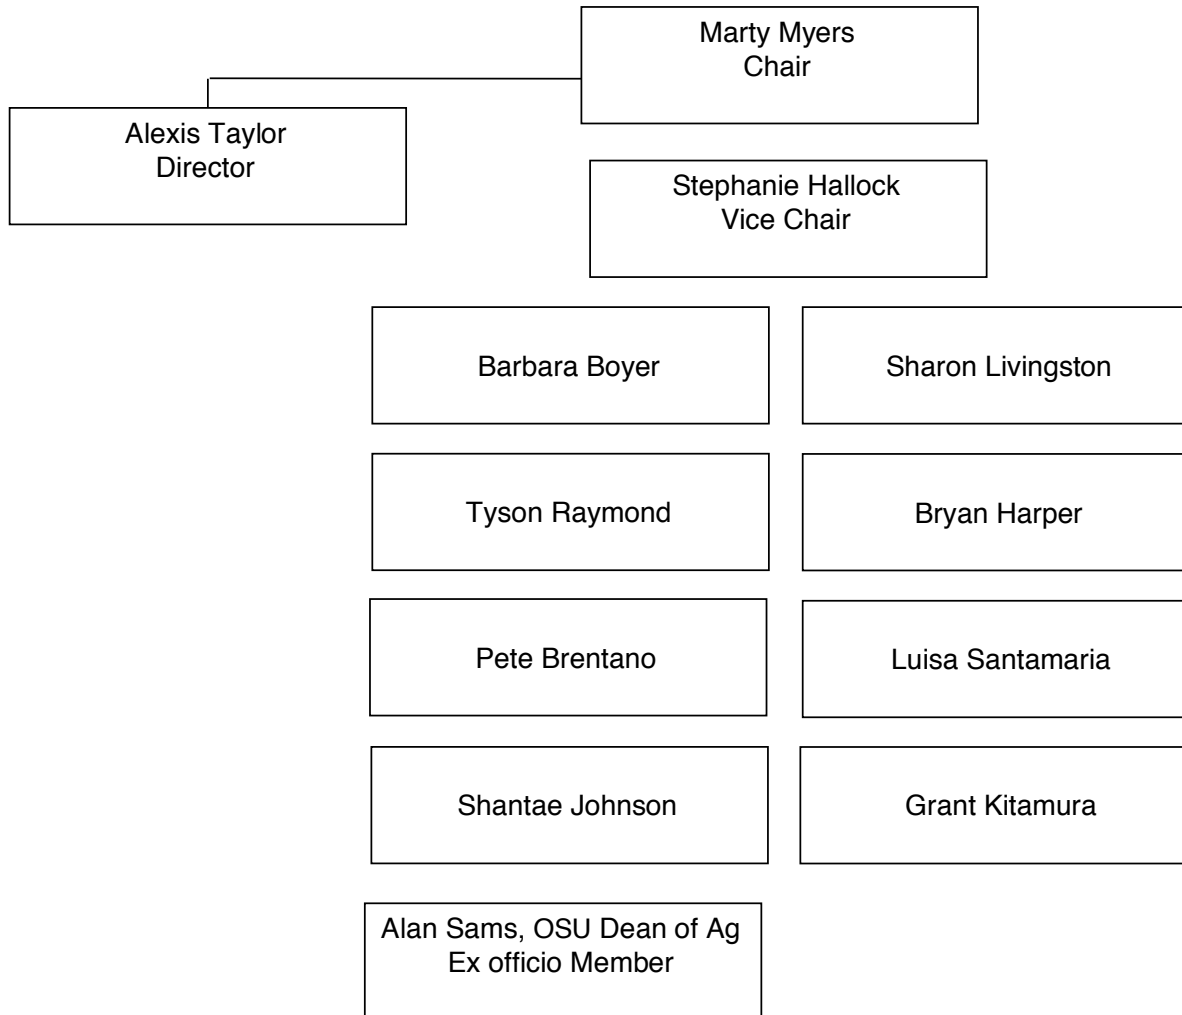 Marty Myers
Chair
Alexis Taylor
Director
Stephanie Hallock
Vice Chair
Barbara Boyer
Sharon Livingston
Tyson Raymond
Bryan Harper
Pete Brentano
Luisa Santamaria
Shantae Johnson
Grant Kitamura
Alan Sams, OSU Dean of Ag
Ex officio Member